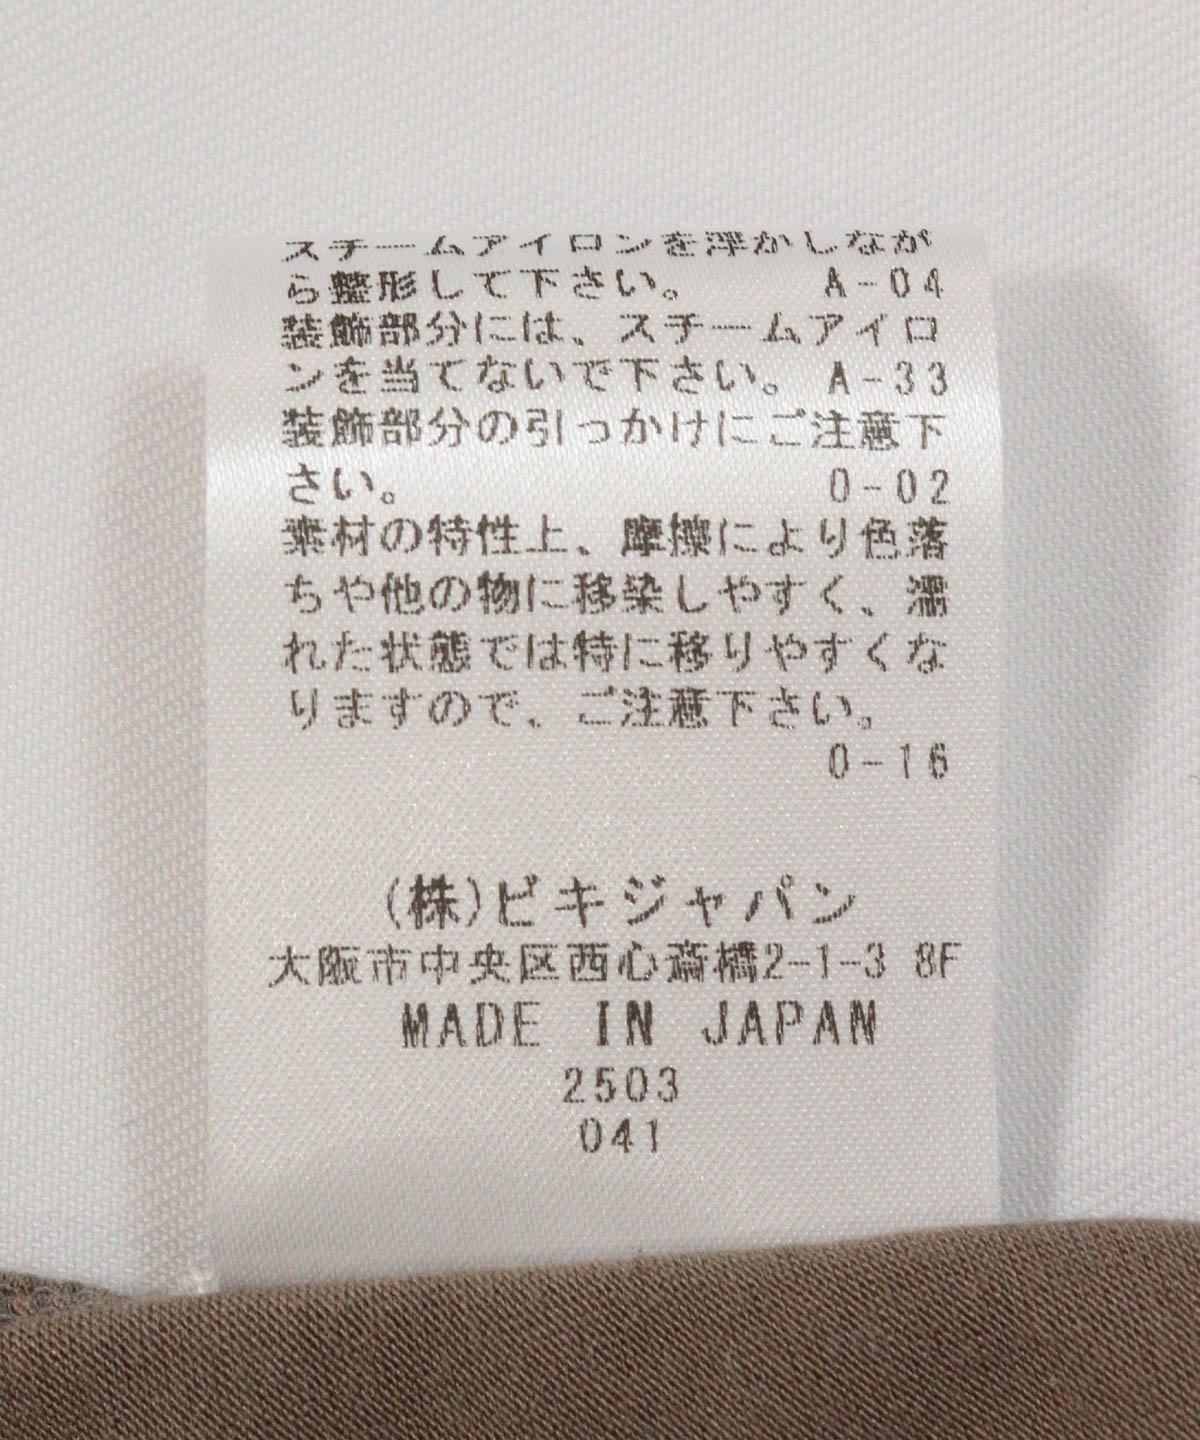 スチームアイロンを浮かしなが
ら整形して下さい。 A-04
装飾部分には、スチームアイロ
ンを当てないで下さい。A-33
装飾部分の引っかけにご注意下
さい。 0-02
素材の特性上、摩擦により色落
ちや他の物に移染しやすく、濡
れた状態では特に移りやすくな
りますので、ご注意下さい。
0-16
(株)ビキジャパン
大阪市中央区西心斎橋2-1-3 8F
MADE IN JAPAN
2503
041